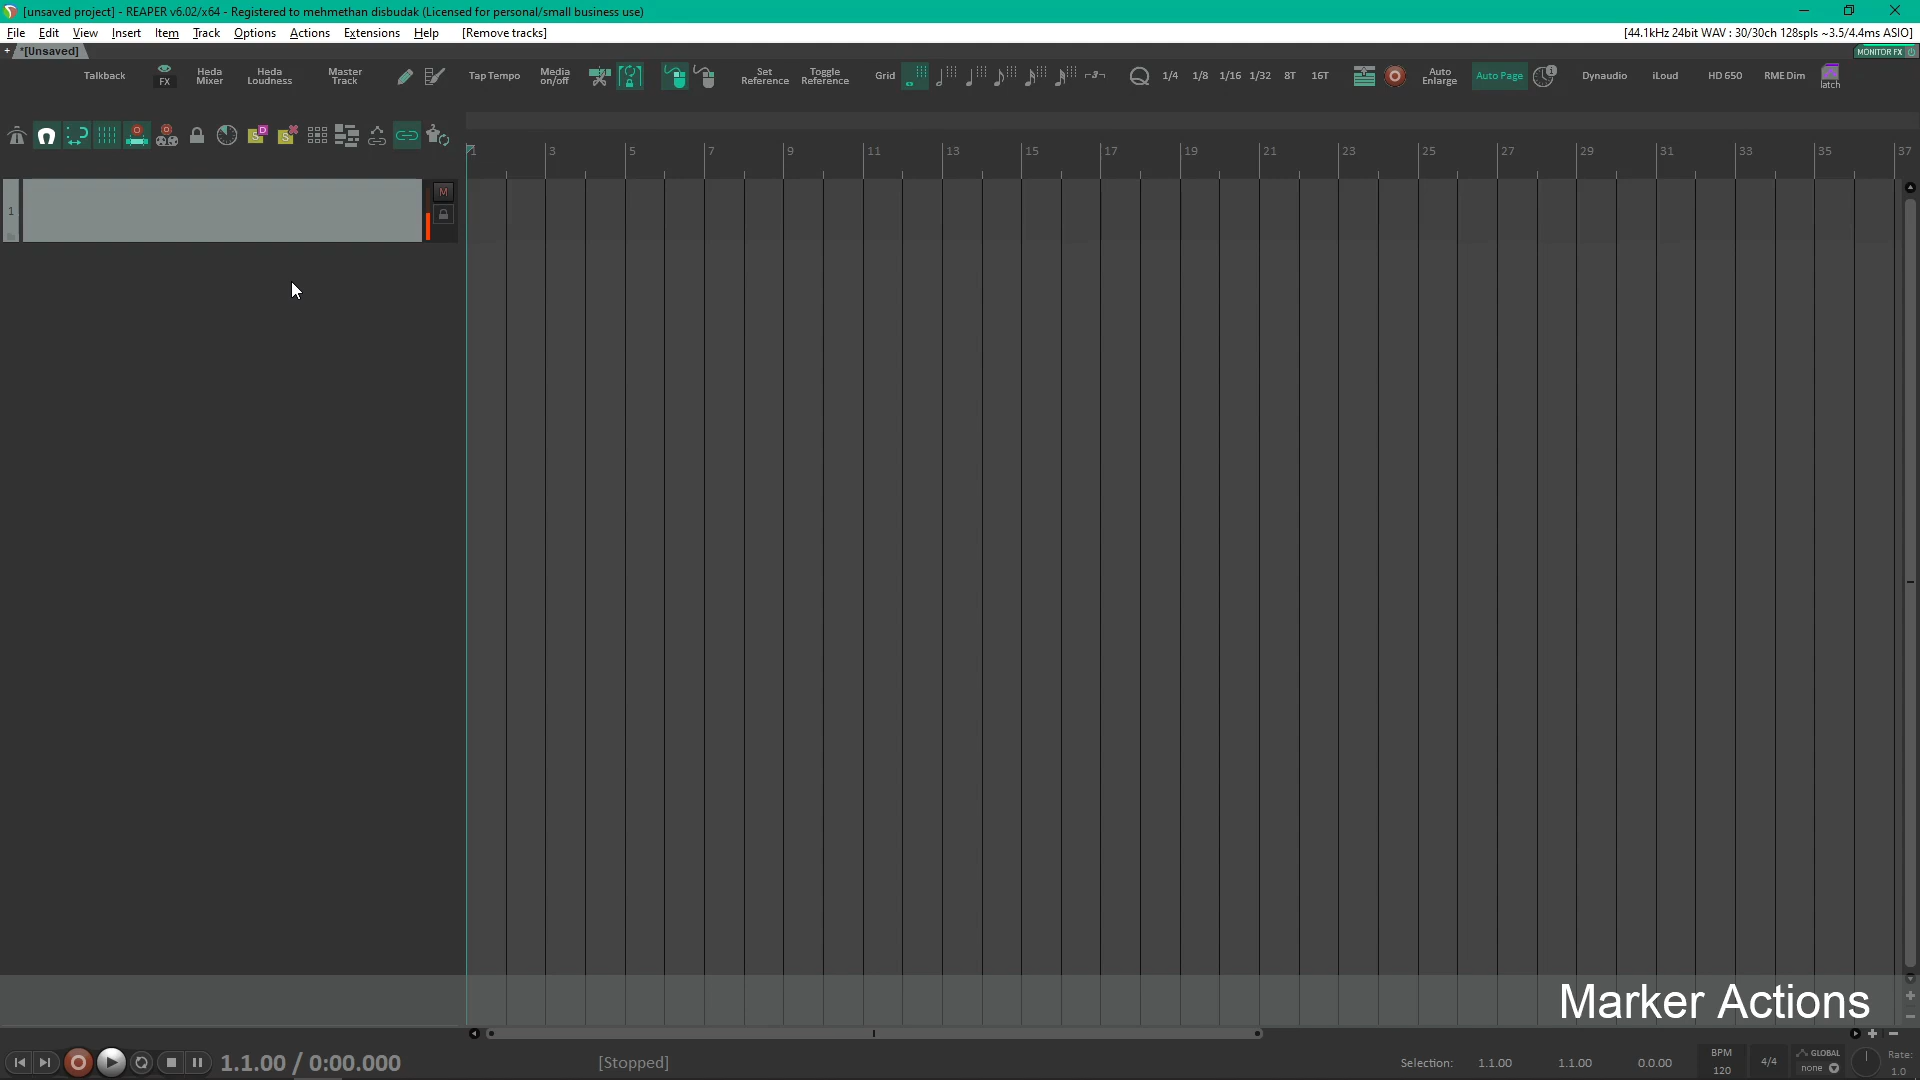 [unsaved project] - REAPER v6.02/x64 - Registered to mehmethan disbudak (Licensed for personal/small business use)
File Edit View Insert Item Track Options Actions Extensions Help [Remove tracks] [44.1kHz 24bit WAV : 30/30ch 128spls ~3.5/4.4ms ASIO]
+ *[Unsaved] MONITOR FX
Talkback FX Heda Mixer Heda Loudness Master Track Tap Tempo Media on/off Set Reference Toggle Reference Grid -3- 1/4 1/8 1/16 1/32 8T 16T Auto Enlarge Auto Page 1 Dynaudio iLoud HD 650 RME Dim latch
S D S
1 3 5 7 9 11 13 15 17 19 21 23 25 27 29 31 33 35 37
1 M
Marker Actions
1.1.00 / 0:00.000 [Stopped] Selection: 1.1.00 1.1.00 0.0.00 BPM 120 4/4 GLOBAL none Rate: 1.0